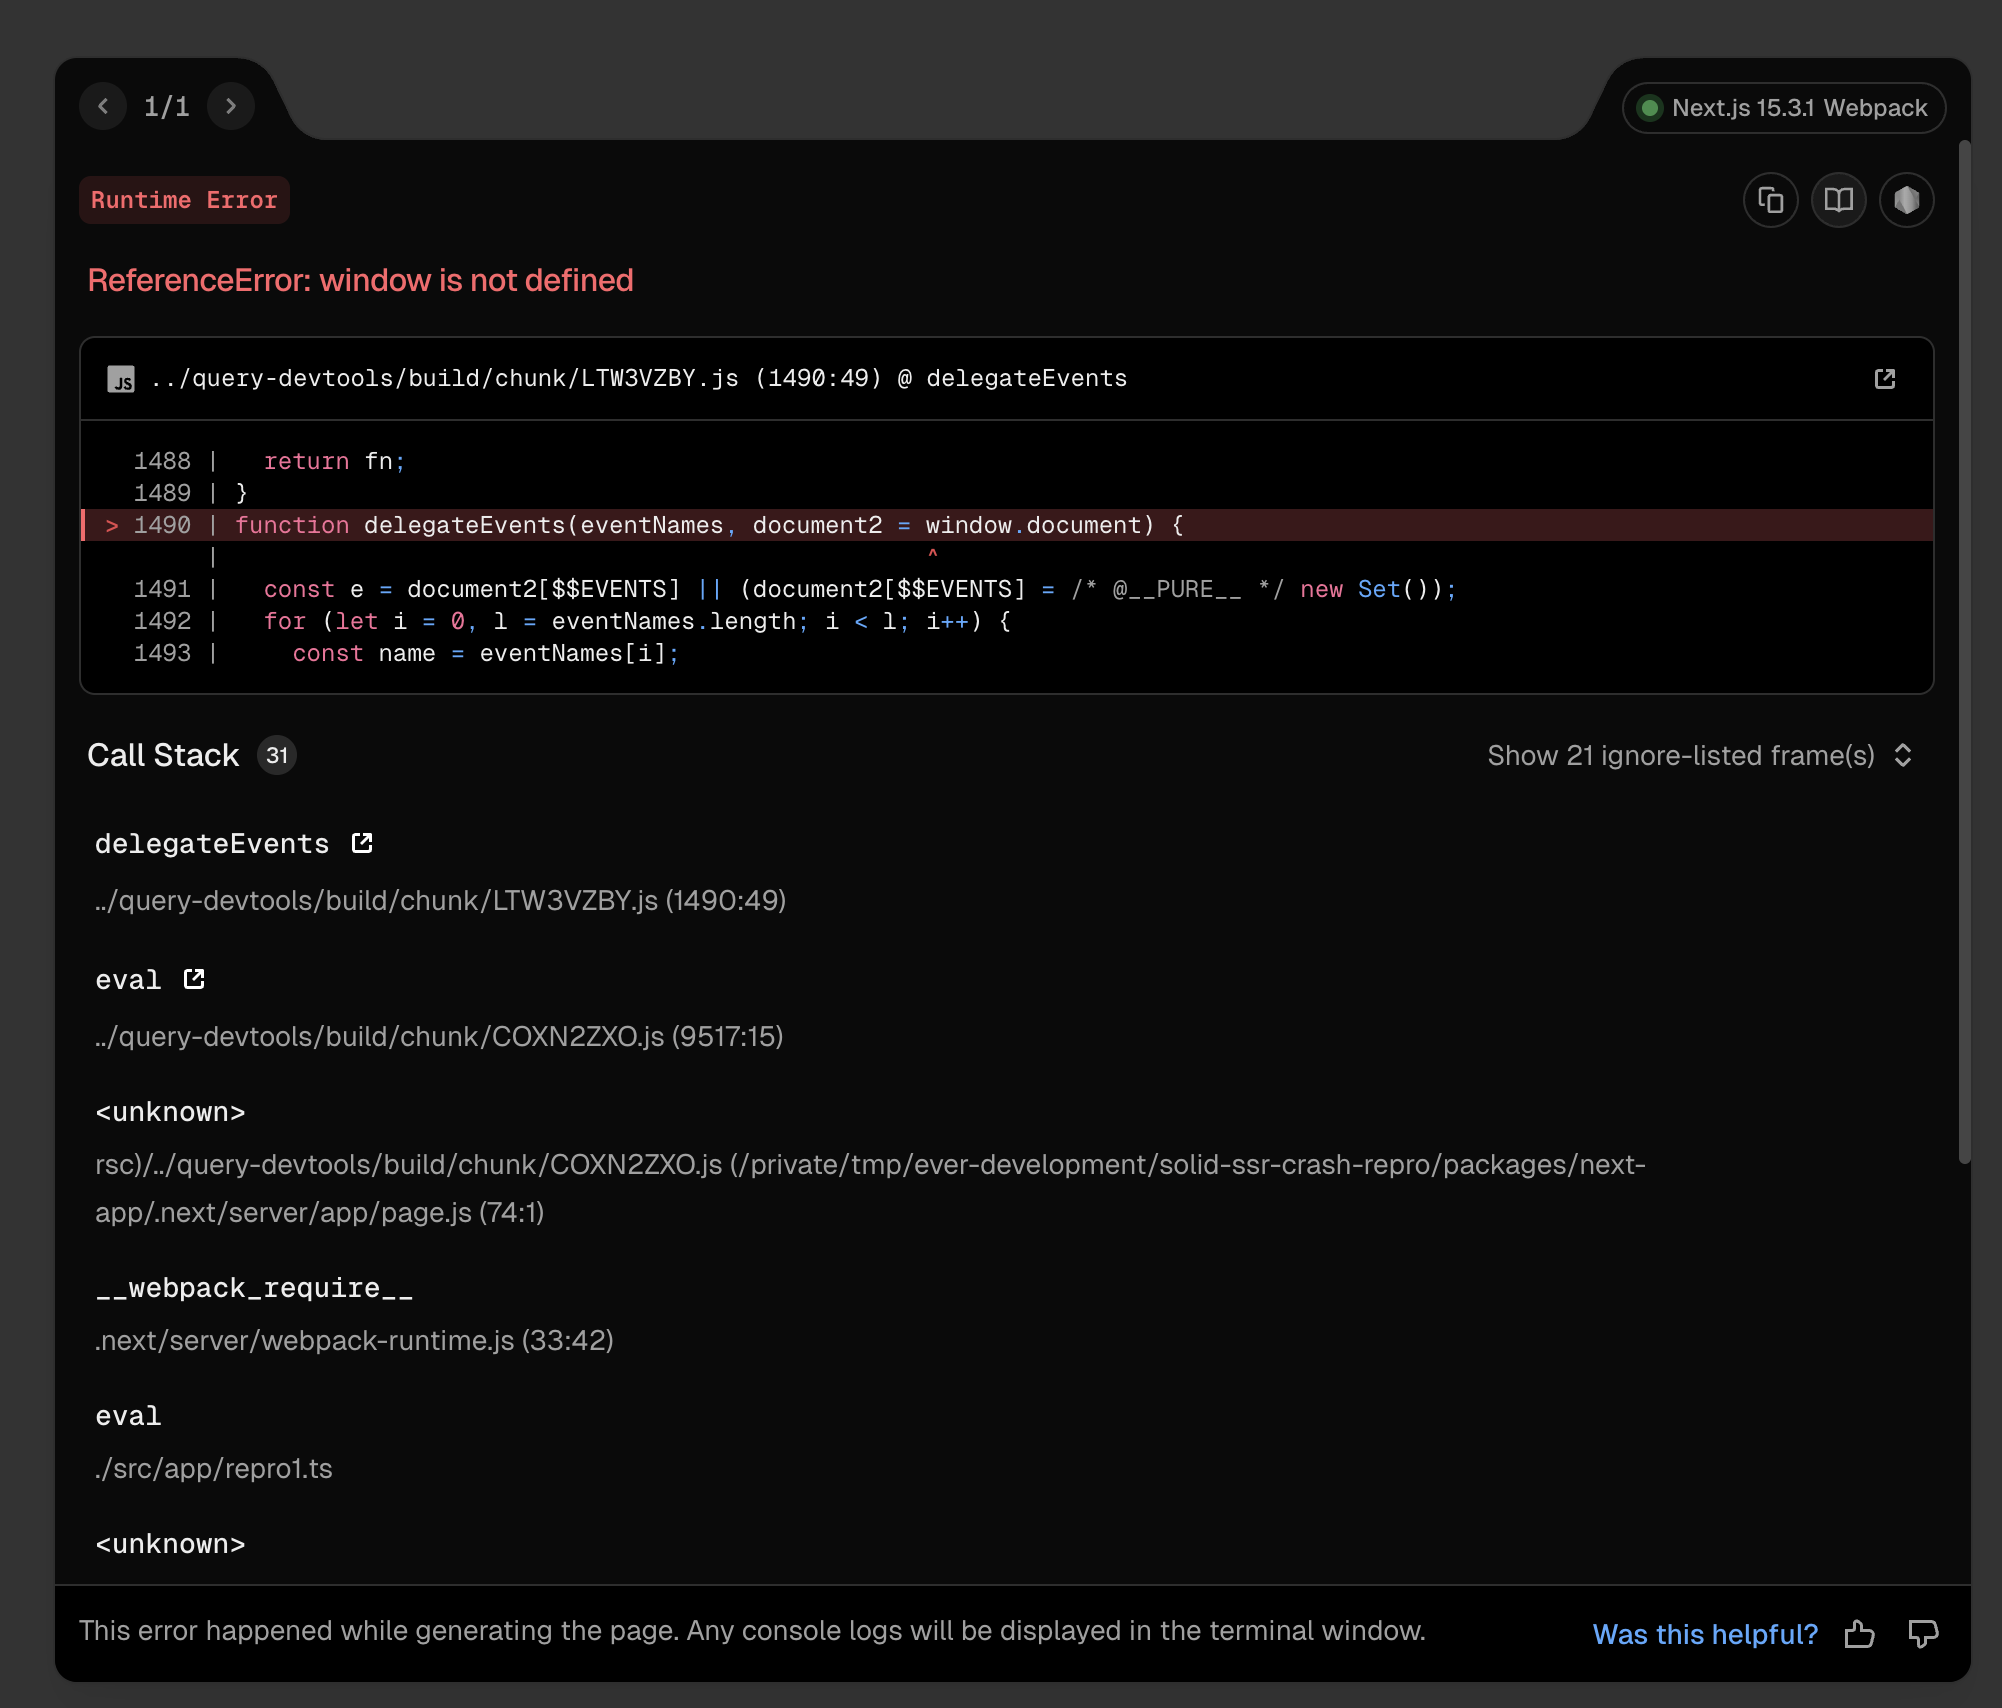 1/1
Next.js 15.3.1 Webpack
Runtime Error
ReferenceError: window is not defined
JS ../query-devtools/build/chunk/LTW3VZBY.js (1490:49) @ delegateEvents
1488 |   return fn;
1489 | }
> 1490 | function delegateEvents(eventNames, document2 = window.document) {
|                                                 ^
1491 |   const e = document2[$$EVENTS] || (document2[$$EVENTS] = /* @__PURE__ */ new Set());
1492 |   for (let i = 0, l = eventNames.length; i < l; i++) {
1493 |     const name = eventNames[i];
Call Stack 31
Show 21 ignore-listed frame(s)
delegateEvents
../query-devtools/build/chunk/LTW3VZBY.js (1490:49)
eval
../query-devtools/build/chunk/COXN2ZXO.js (9517:15)
<unknown>
rsc)/../query-devtools/build/chunk/COXN2ZXO.js (/private/tmp/ever-development/solid-ssr-crash-repro/packages/next-
app/.next/server/app/page.js (74:1)
__webpack_require__
.next/server/webpack-runtime.js (33:42)
eval
./src/app/repro1.ts
<unknown>
This error happened while generating the page. Any console logs will be displayed in the terminal window.
Was this helpful?